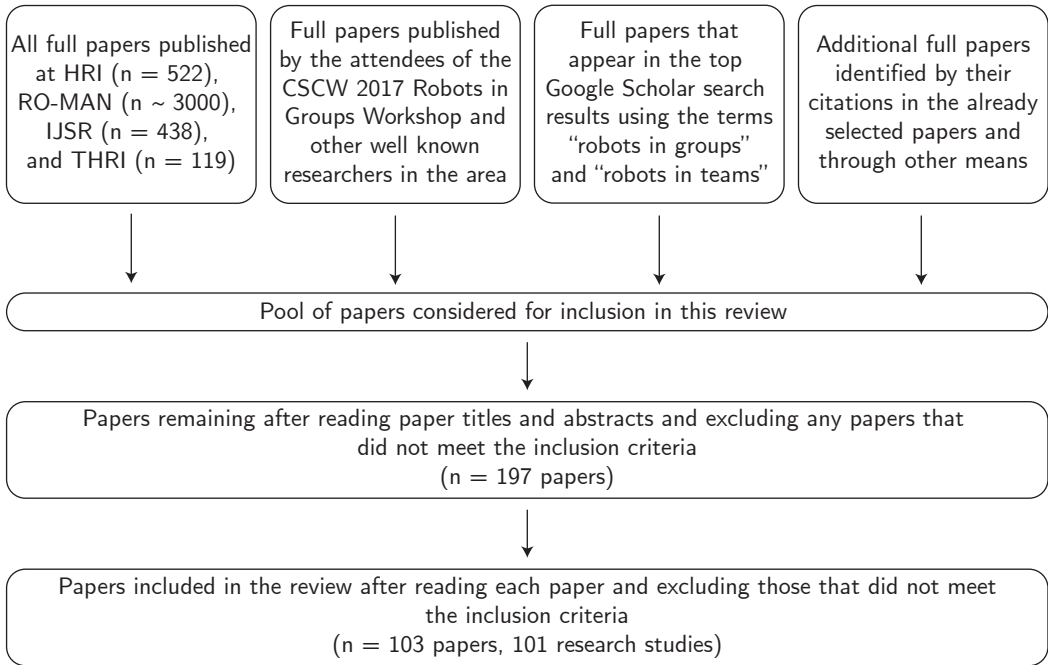 All full papers published
at HRI (n = 522),
RO-MAN (n ~ 3000),
IJSR (n = 438),
and THRI (n = 119)
Full papers published
by the attendees of the
CSCW 2017 Robots in
Groups Workshop and
other well known
researchers in the area
Full papers that
appear in the top
Google Scholar search
results using the terms
“robots in groups”
and “robots in teams”
Additional full papers
identified by their
citations in the already
selected papers and
through other means
Pool of papers considered for inclusion in this review
Papers remaining after reading paper titles and abstracts and excluding any papers that
did not meet the inclusion criteria
(n = 197 papers)
Papers included in the review after reading each paper and excluding those that did not meet
the inclusion criteria
(n = 103 papers, 101 research studies)